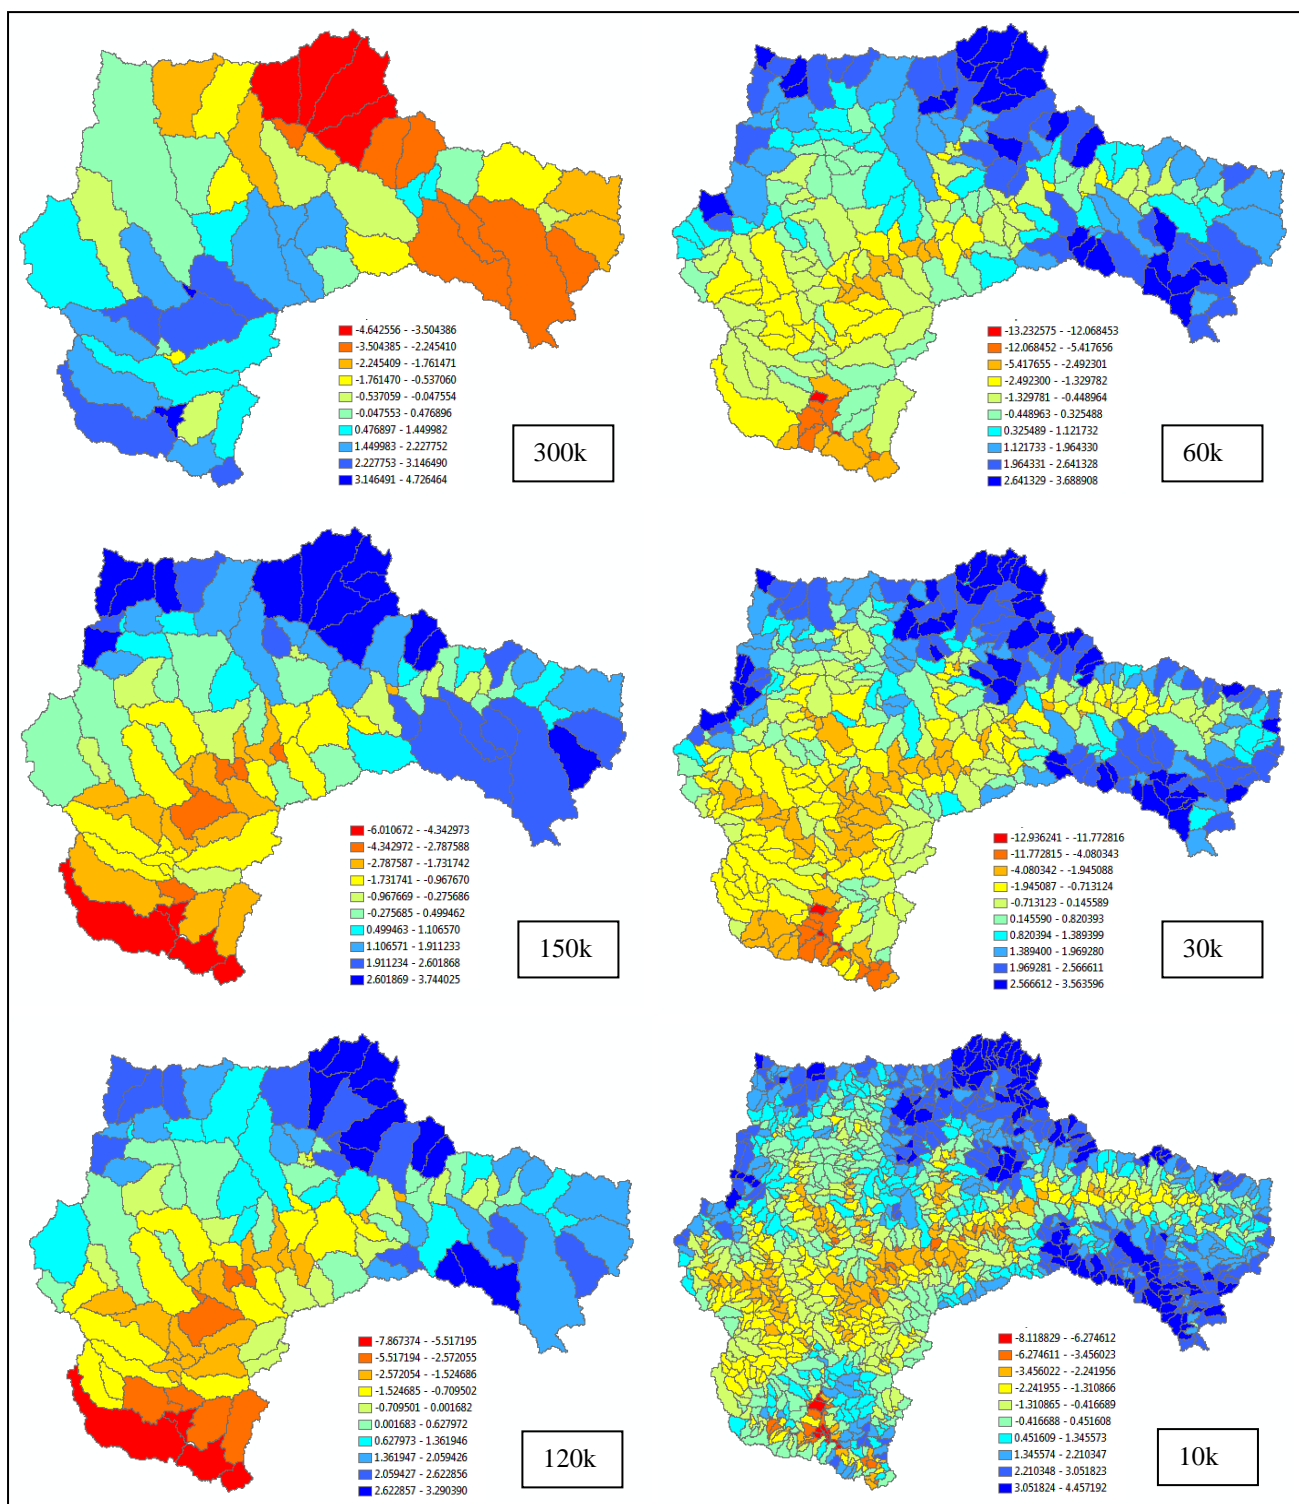 -4.642556 - -3.504386
-3.504385 - -2.245410
-2.245409 - -1.761471
-1.761470 - -0.537060
-0.537059 - -0.047554
-0.047553 - 0.476896
0.476897 - 1.449982
1.449983 - 2.227752
2.227753 - 3.146490
3.146491 - 4.726464
300k
-13.232575 - -12.068453
-12.068452 - -5.417656
-5.417655 - -2.492301
-2.492300 - -1.329782
-1.329781 - -0.448964
-0.448963 - 0.325488
0.325489 - 1.121732
1.121733 - 1.964330
1.964331 - 2.641328
2.641329 - 3.688908
60k
-6.010672 - -4.342973
-4.342972 - -2.787588
-2.787587 - -1.731742
-1.731741 - -0.967670
-0.967669 - -0.275686
-0.275685 - 0.499462
0.499463 - 1.106570
1.106571 - 1.911233
1.911234 - 2.601868
2.601869 - 3.744025
150k
-12.936241 - -11.772816
-11.772815 - -4.080343
-4.080342 - -1.945088
-1.945087 - -0.713124
-0.713123 - 0.145589
0.145590 - 0.820393
0.820394 - 1.389399
1.389400 - 1.969280
1.969281 - 2.566611
2.566612 - 3.563596
30k
-7.867374 - -5.517195
-5.517194 - -2.572055
-2.572054 - -1.524686
-1.524685 - -0.709502
-0.709501 - 0.001682
0.001683 - 0.627972
0.627973 - 1.361946
1.361947 - 2.059426
2.059427 - 2.622856
2.622857 - 3.290390
120k
-8.118829 - -6.274612
-6.274611 - -3.456023
-3.456022 - -2.241956
-2.241955 - -1.310866
-1.310865 - -0.416689
-0.416688 - 0.451608
0.451609 - 1.345573
1.345574 - 2.210347
2.210348 - 3.051823
3.051824 - 4.457192
10k